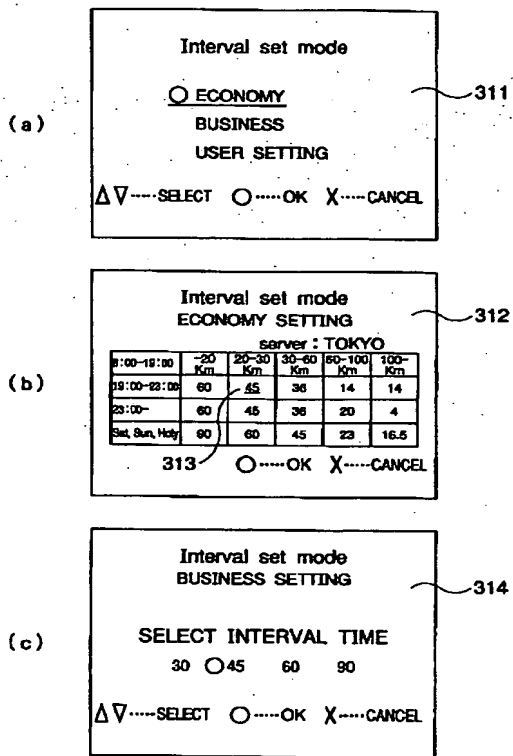 Interval set mode
○ ECONOMY
BUSINESS
USER SETTING
△ ▽ ----- SELECT ○ ----- OK X ----- CANCEL
311
(a)
Interval set mode
ECONOMY SETTING
server : TOKYO
8:00-19:00 -20 Km 20-30 Km 30-60 Km 60-100 Km 100- Km
19:00-23:00 60 45 36 14 14
23:00- 60 45 36 20 4
Sat, Sun, Holy 90 60 45 23 16.5
313 ○ ----- OK X ----- CANCEL
312
(b)
Interval set mode
BUSINESS SETTING
SELECT INTERVAL TIME
30 ○ 45 60 90
△ ▽ ----- SELECT ○ ----- OK X ----- CANCEL
314
(c)